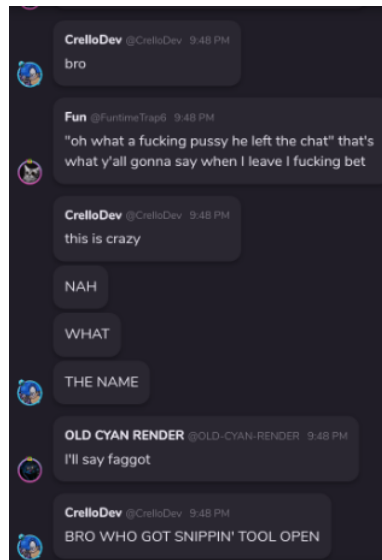 CrelloDev @CrelloDev 9:48 PM
bro
Fun @FuntimeTrap6 9:48 PM
"oh what a fucking pussy he left the chat" that's
what y'all gonna say when I leave I fucking bet
CrelloDev @CrelloDev 9:48 PM
this is crazy
NAH
WHAT
THE NAME
OLD CYAN RENDER @OLD-CYAN-RENDER 9:48 PM
I'll say faggot
CrelloDev @CrelloDev 9:48 PM
BRO WHO GOT SNIPPIN' TOOL OPEN